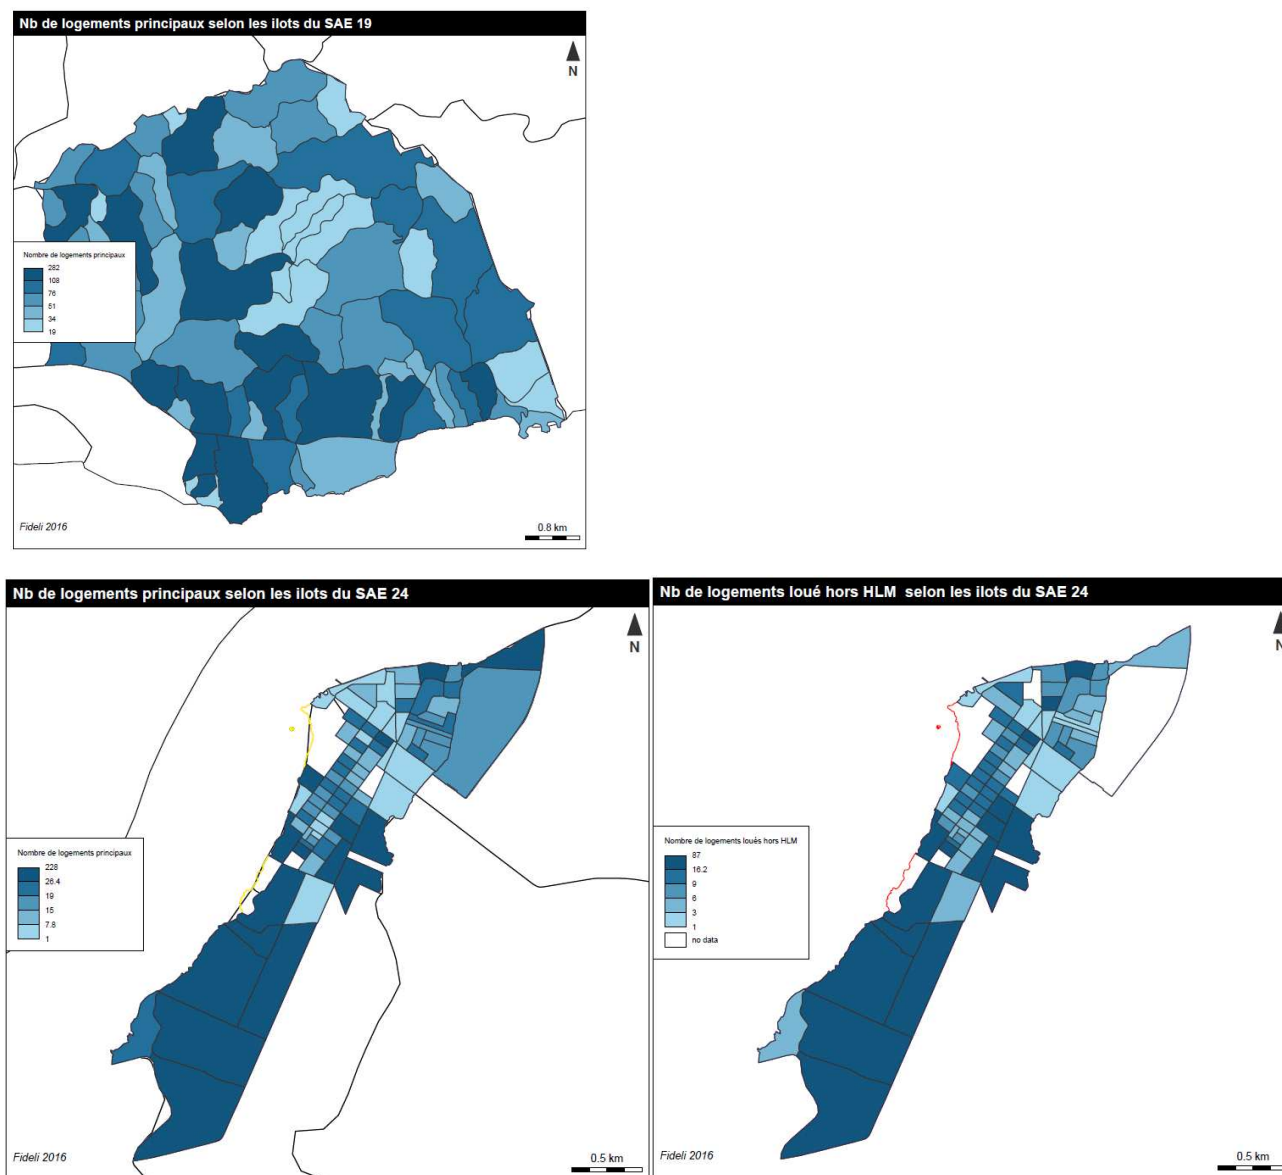 Nb de logements principaux selon les ilots du SAE 19
N
Nombre de logements principaux
282
108
76
51
34
19
Fideli 2016
0.8 km
Nb de logements principaux selon les ilots du SAE 24
N
Nombre de logements principaux
228
26.4
19
15
7.8
1
Fideli 2016
0.5 km
Nb de logements loué hors HLM selon les ilots du SAE 24
N
Nombre de logements loués hors HLM
87
16.2
9
6
3
1
no data
Fideli 2016
0.5 km